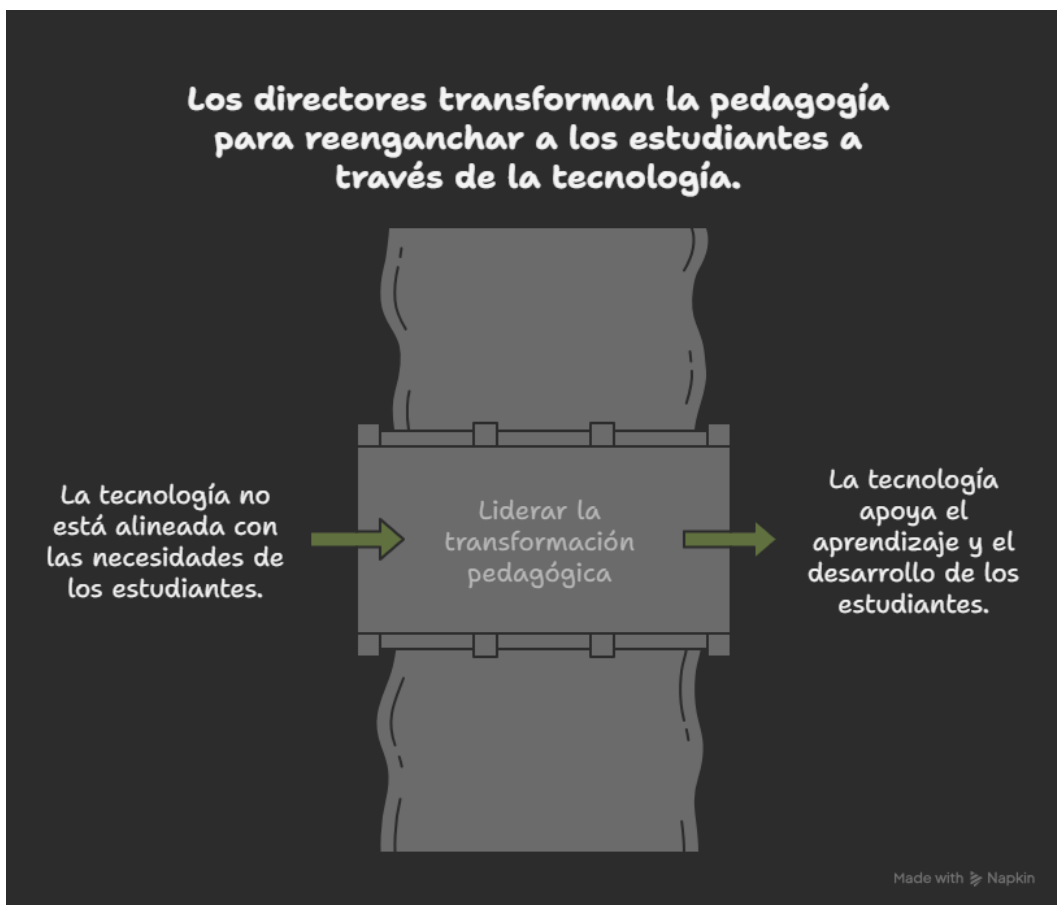 Los directores transforman la pedagogía
para reenganchar a los estudiantes a
través de la tecnología.
La tecnología no
está alineada con
las necesidades de
los estudiantes.
Liderar la
transformación
pedagógica
La tecnología
apoya el
aprendizaje y el
desarrollo de los
estudiantes.
Made with Napkin